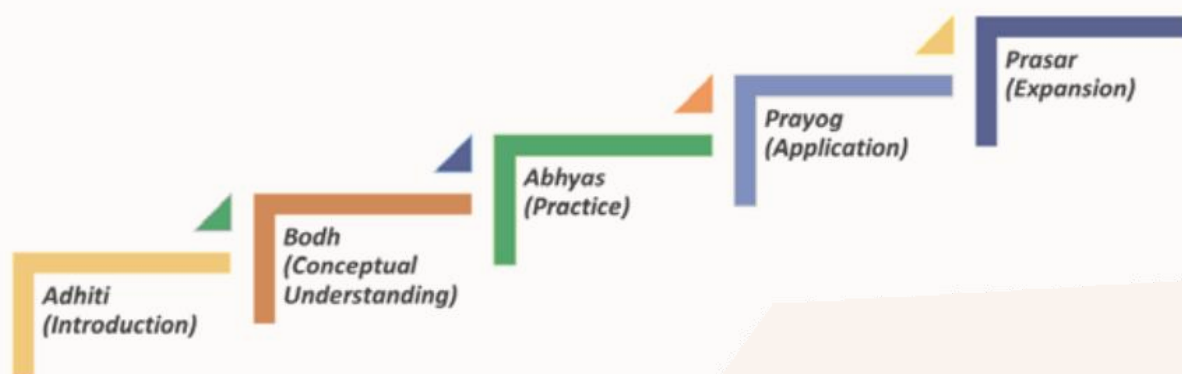 Adhiti
(Introduction)
Bodh
(Conceptual
Understanding)
Abhyas
(Practice)
Prayog
(Application)
Prasar
(Expansion)